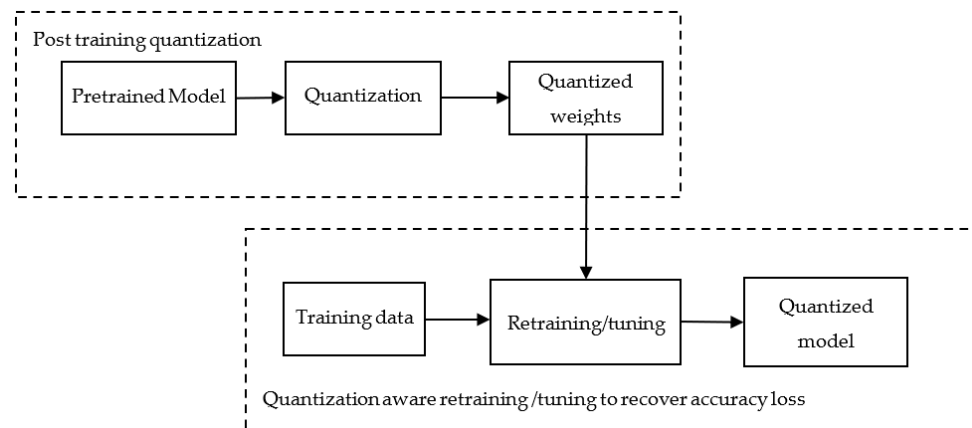 Post training quantization
Pretrained Model
Quantization
Quantized
weights
Training data
Retraining/tuning
Quantized
model
Quantization aware retraining/tuning to recover accuracy loss